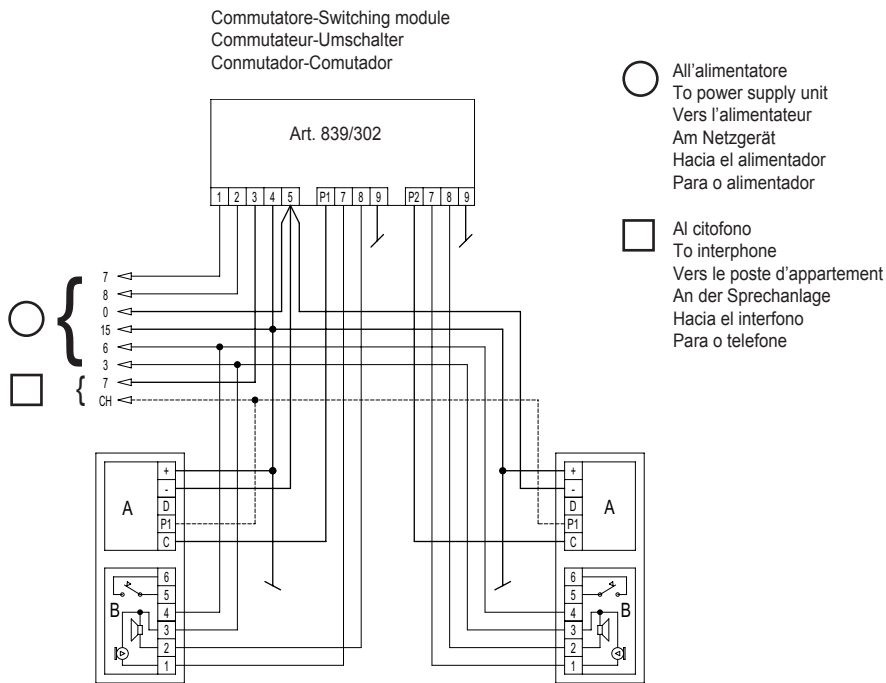 Commutatore-Switching module
Commutateur-Umschalter
Conmutador-Comutador
Art. 839/302
1 2 3 4 5 P1 7 8 9 P2 7 8 9
All'alimentatore
To power supply unit
Vers l'alimentateur
Am Netzgerät
Hacia el alimentador
Para o alimentador
Al citofono
To interphone
Vers le poste d'appartement
An der Sprechanlage
Hacia el interfono
Para o telefone
7
8
0
15
6
3
7
CH
A
+
-
D
P1
C
B
6
5
4
3
2
1
A
+
-
D
P1
C
B
6
5
4
3
2
1